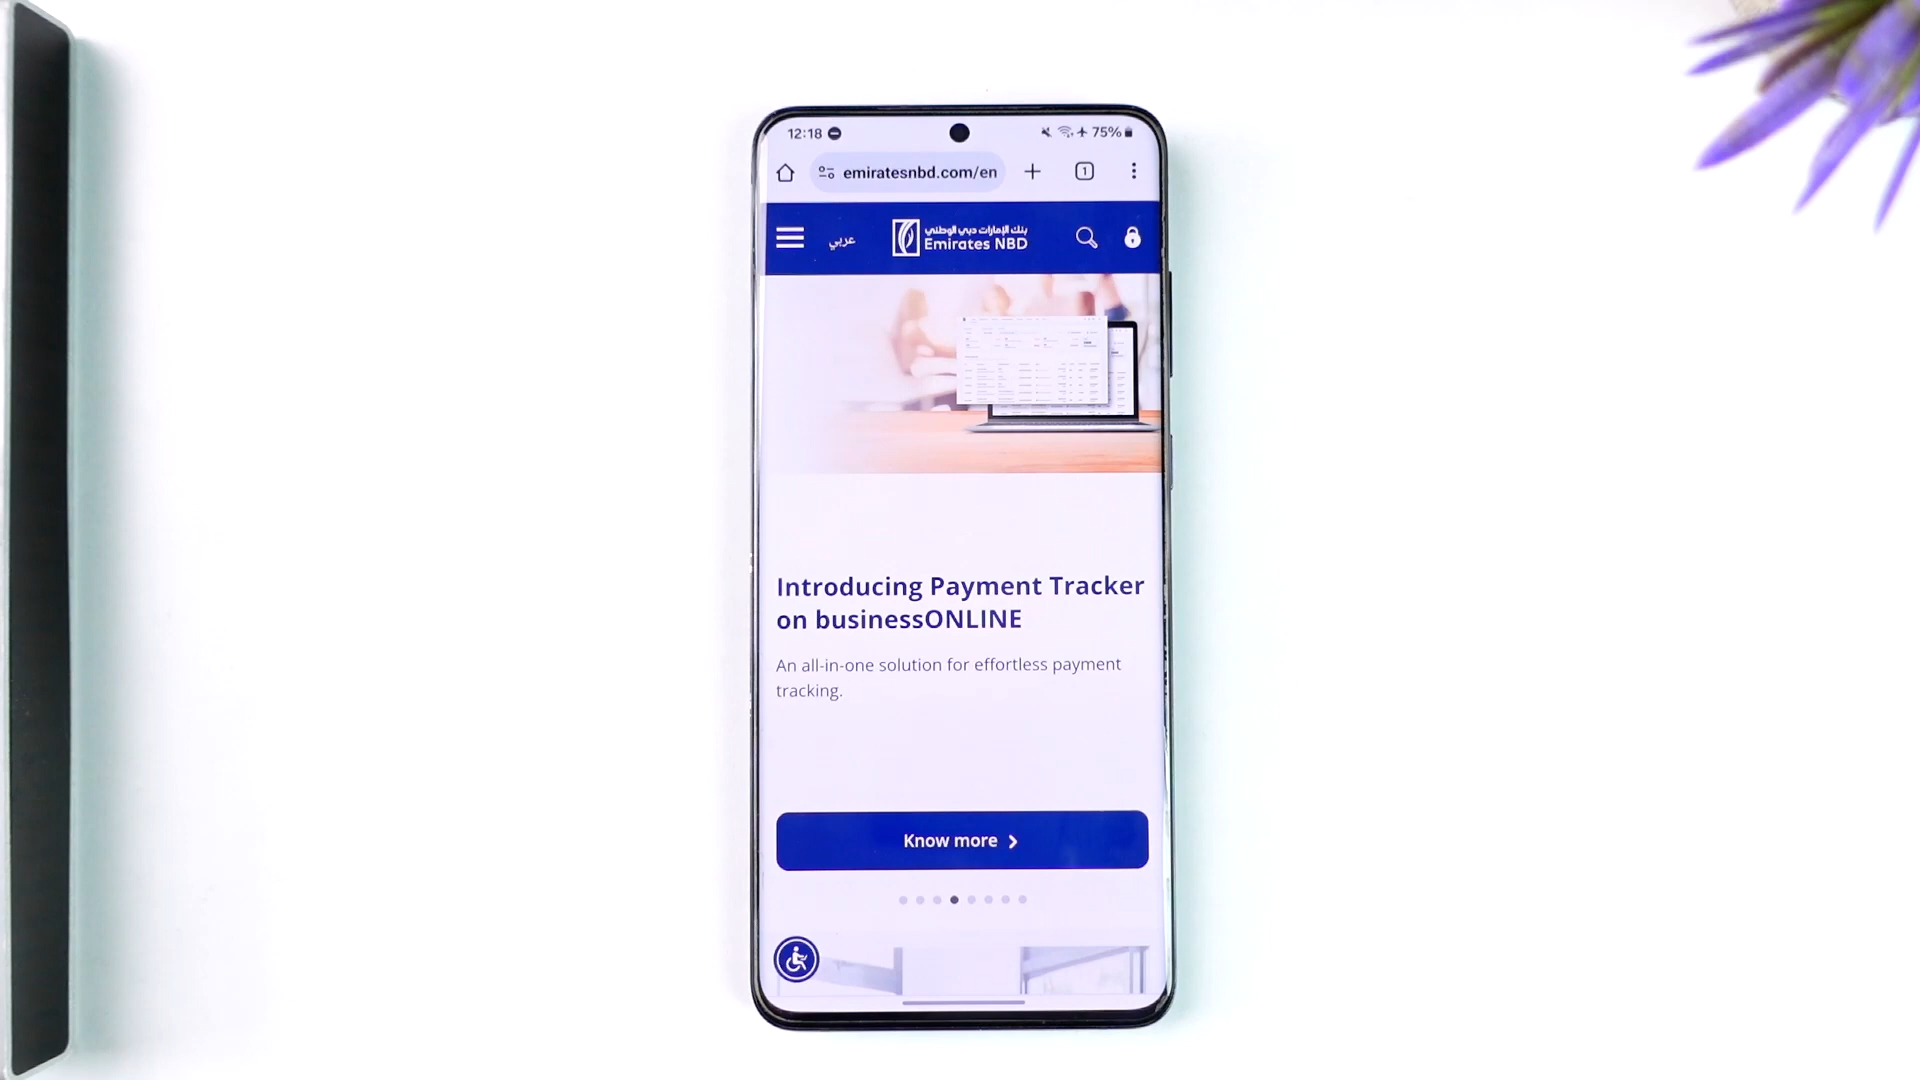 12:18
75%
emiratesnbd.com/en
1
عربي
بنك الإمارات دبي الوطني
Emirates NBD
Introducing Payment Tracker
on businessONLINE
An all-in-one solution for effortless payment
tracking.
Know more